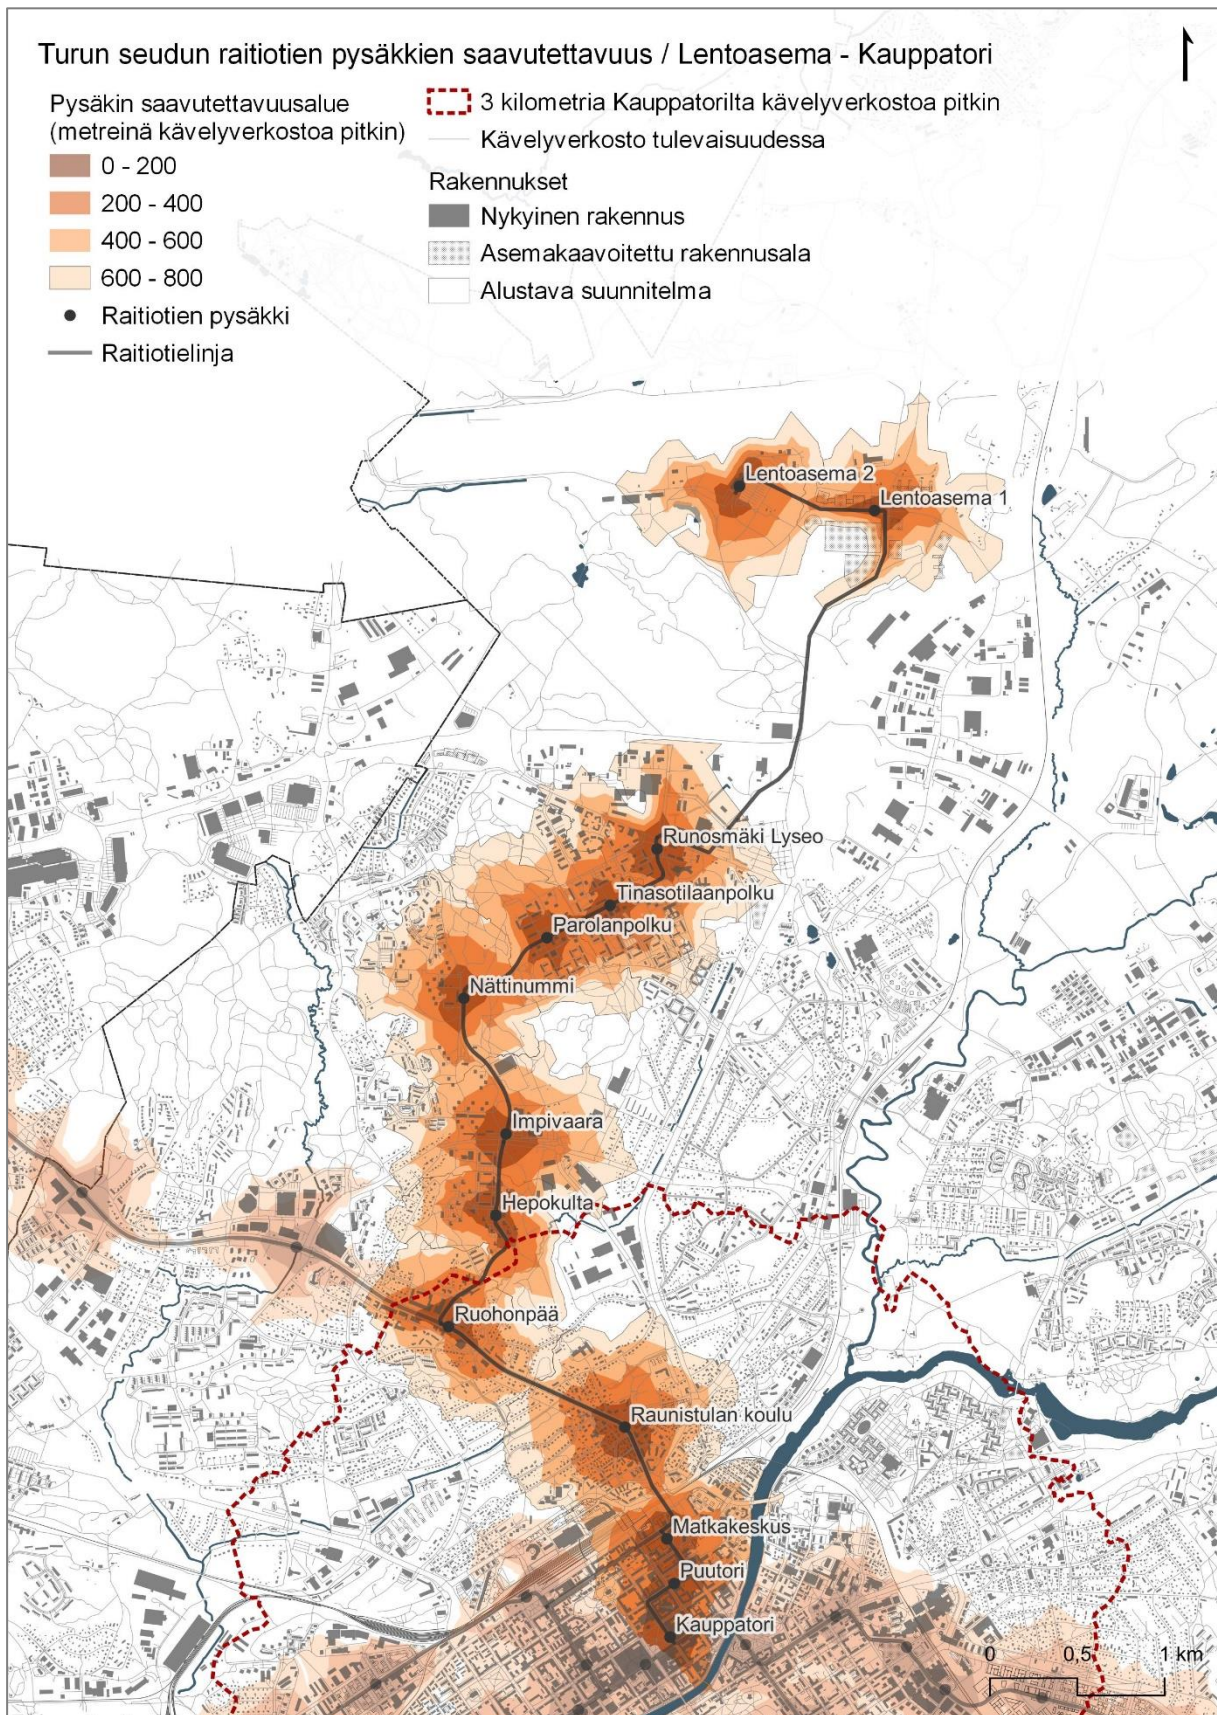 Turun seudun raitiotien pysäkkien saavutettavuus / Lentoasema - Kauppatori
Pysäkin saavutettavuusalue
(metreinä kävelyverkostoa pitkin)
0 - 200
200 - 400
400 - 600
600 - 800
Raitiotien pysäkki
Raitiotielinja
3 kilometria Kauppatorilta kävelyverkostoa pitkin
Kävelyverkosto tulevaisuudessa
Rakennukset
Nykyinen rakennus
Asemakaavoitettu rakennusala
Alustava suunnitelma
Lentoasema 2
Lentoasema 1
Runosmäki Lyseo
Tinasotilaanpolku
Parolanpolku
Nättinummi
Impivaara
Hepokulta
Ruohonpää
Raunistulan koulu
Matkakeskus
Puutori
Kauppatori
0 0,5 1 km